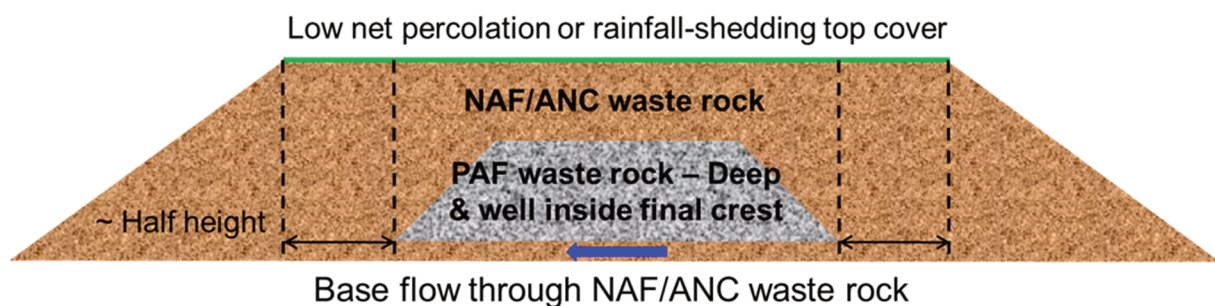 Low net percolation or rainfall-shedding top cover
NAF/ANC waste rock
PAF waste rock – Deep
& well inside final crest
~ Half height
Base flow through NAF/ANC waste rock